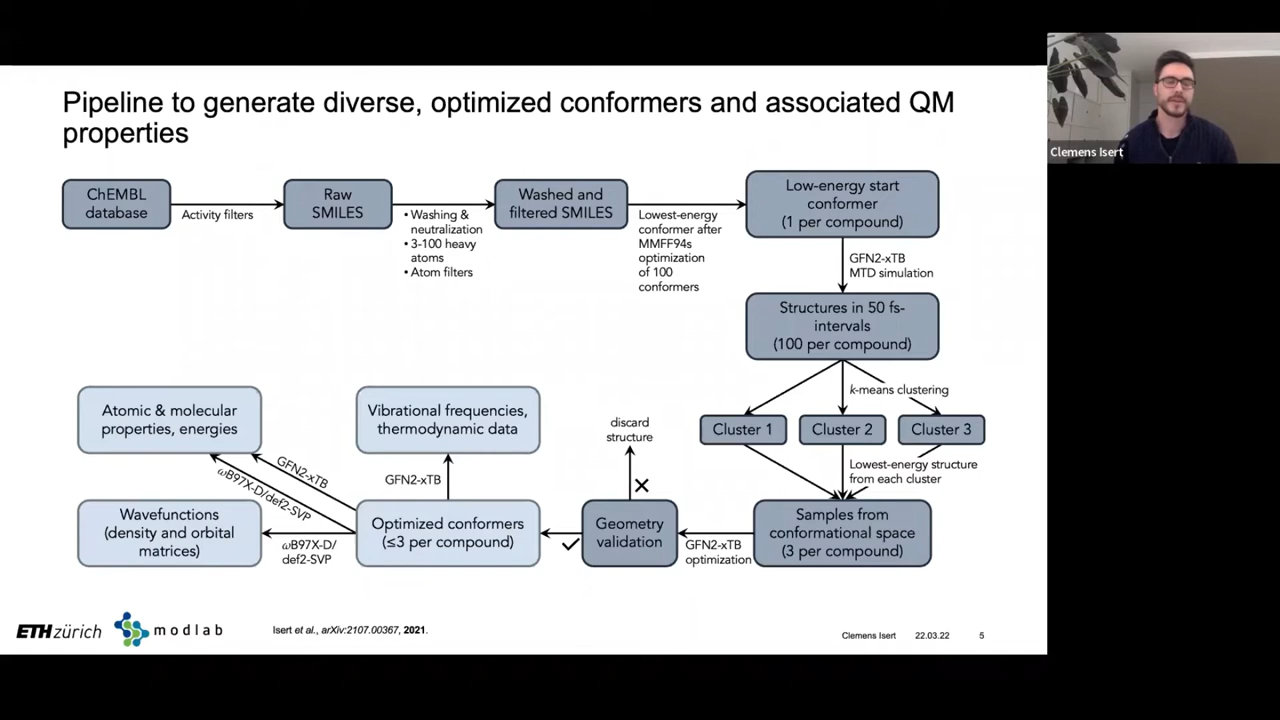 Pipeline to generate diverse, optimized conformers and associated QM
properties
Clemens Isert
ChEMBL
database
Activity filters
Raw
SMILES
• Washing &
neutralization
• 3-100 heavy
atoms
• Atom filters
Washed and
filtered SMILES
Lowest-energy
conformer after
MMFF94s
optimization
of 100
conformers
Low-energy start
conformer
(1 per compound)
GFN2-xTB
MTD simulation
Structures in 50 fs-
intervals
(100 per compound)
k-means clustering
Cluster 1
Cluster 2
Cluster 3
Lowest-energy structure
from each cluster
Samples from
conformational space
(3 per compound)
GFN2-xTB
optimization
Geometry
validation
discard
structure
Optimized conformers
(≤3 per compound)
GFN2-xTB
Vibrational frequencies,
thermodynamic data
GFN2-xTB
ωB97X-D/def2-SVP
Atomic & molecular
properties, energies
ωB97X-D/
def2-SVP
Wavefunctions
(density and orbital
matrices)
ETH zürich
modlab
Isert et al., arXiv:2107.00367, 2021.
Clemens Isert
22.03.22
5